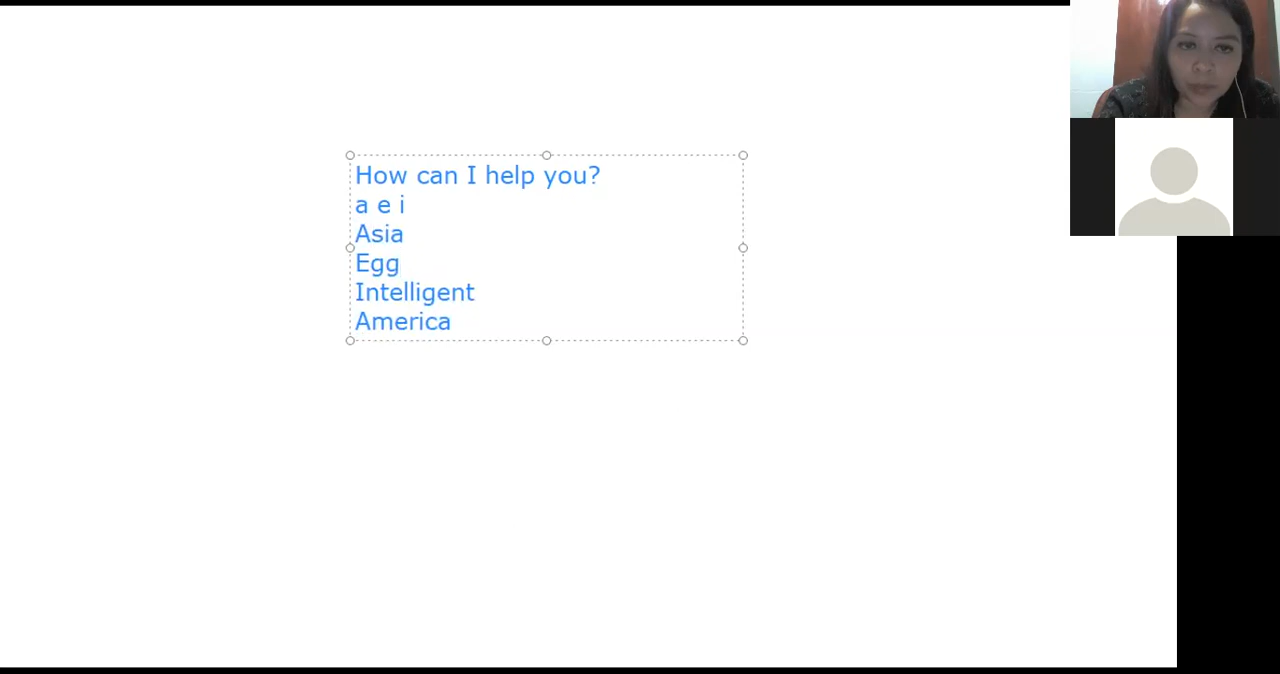 How can I help you?
a e i
Asia
Egg
Intelligent
America